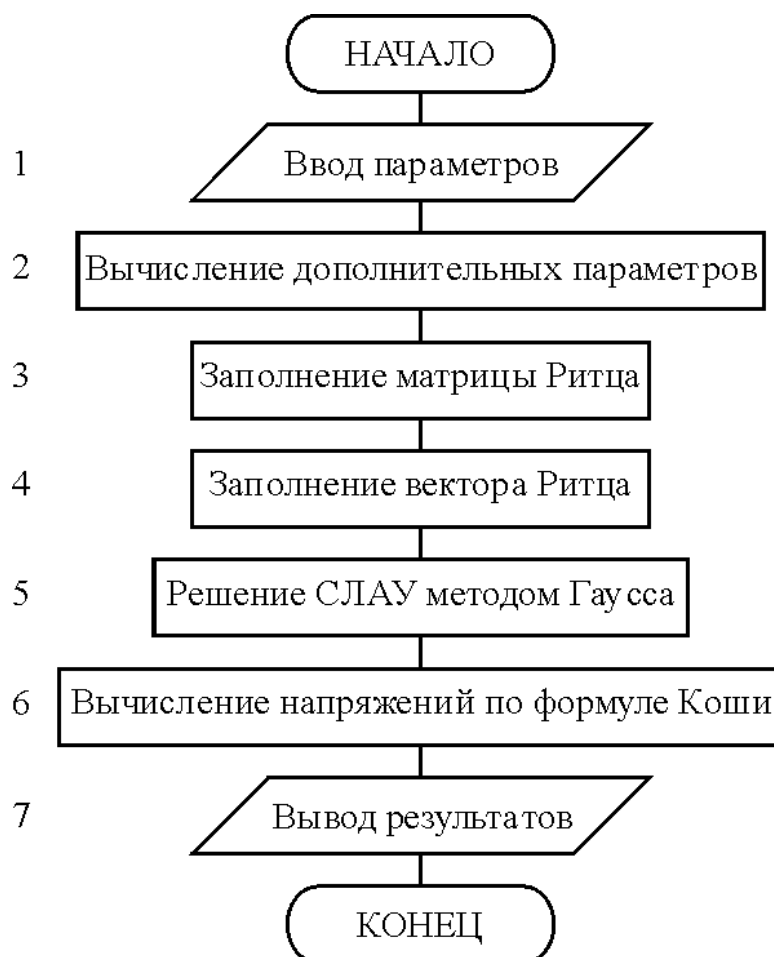 НАЧАЛО
1
Ввод параметров
2
Вычисление дополнительных параметров
3
Заполнение матрицы Ритца
4
Заполнение вектора Ритца
5
Решение СЛАУ методом Гаусса
6
Вычисление напряжений по формуле Коши
7
Вывод результатов
КОНЕЦ